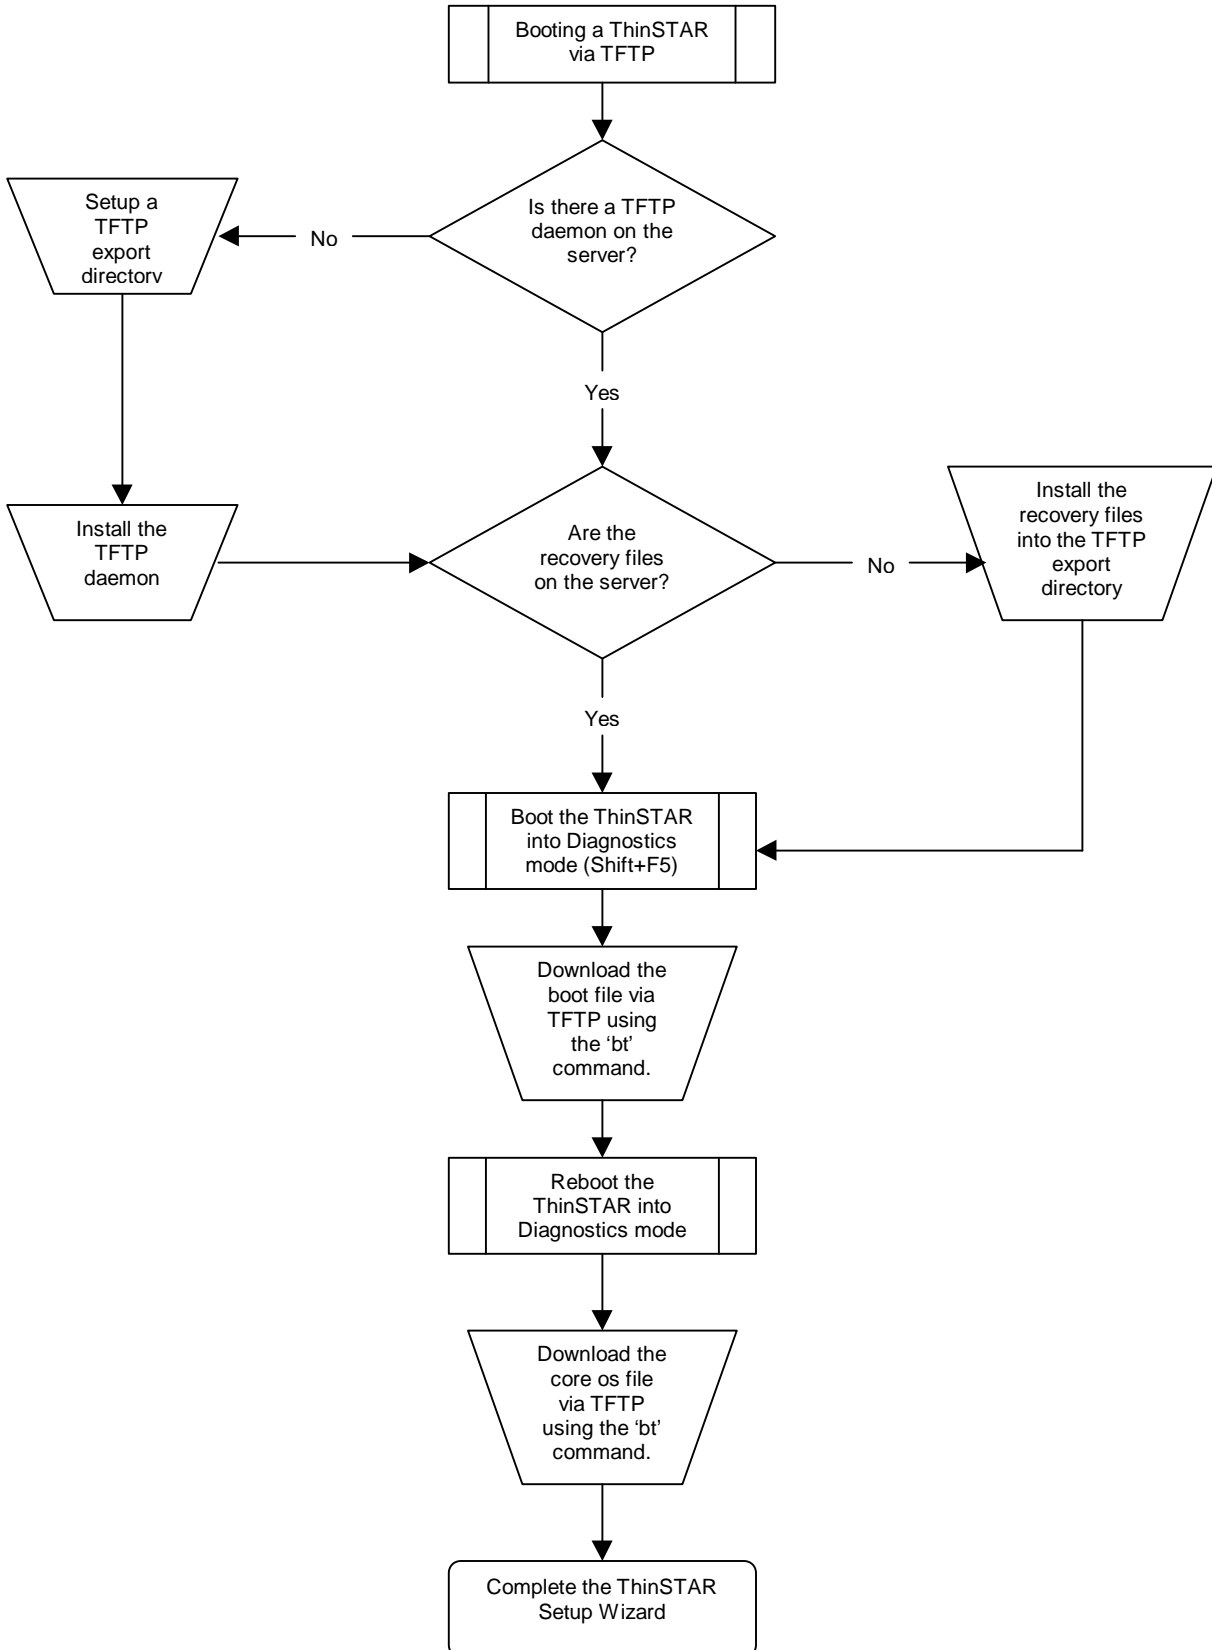 Booting a ThinSTAR
via TFTP
Is there a TFTP
daemon on the
server?
No
Setup a
TFTP
export
directory
Yes
Install the
TFTP
daemon
Are the
recovery files
on the server?
No
Install the
recovery files
into the TFTP
export
directory
Yes
Boot the ThinSTAR
into Diagnostics
mode (Shift+F5)
Download the
boot file via
TFTP using
the ‘bt’
command.
Reboot the
ThinSTAR into
Diagnostics mode
Download the
core os file
via TFTP
using the ‘bt’
command.
Complete the ThinSTAR
Setup Wizard